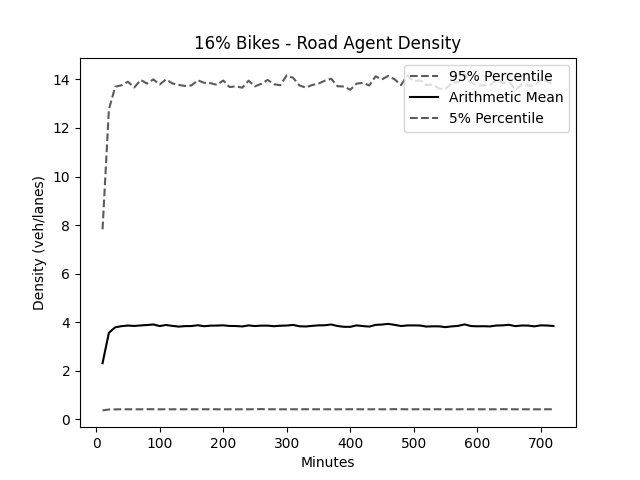 16% Bikes - Road Agent Density
95% Percentile
Arithmetic Mean
5% Percentile
Density (veh/lanes)
14
12
10
8
6
4
2
0
0 100 200 300 400 500 600 700
Minutes